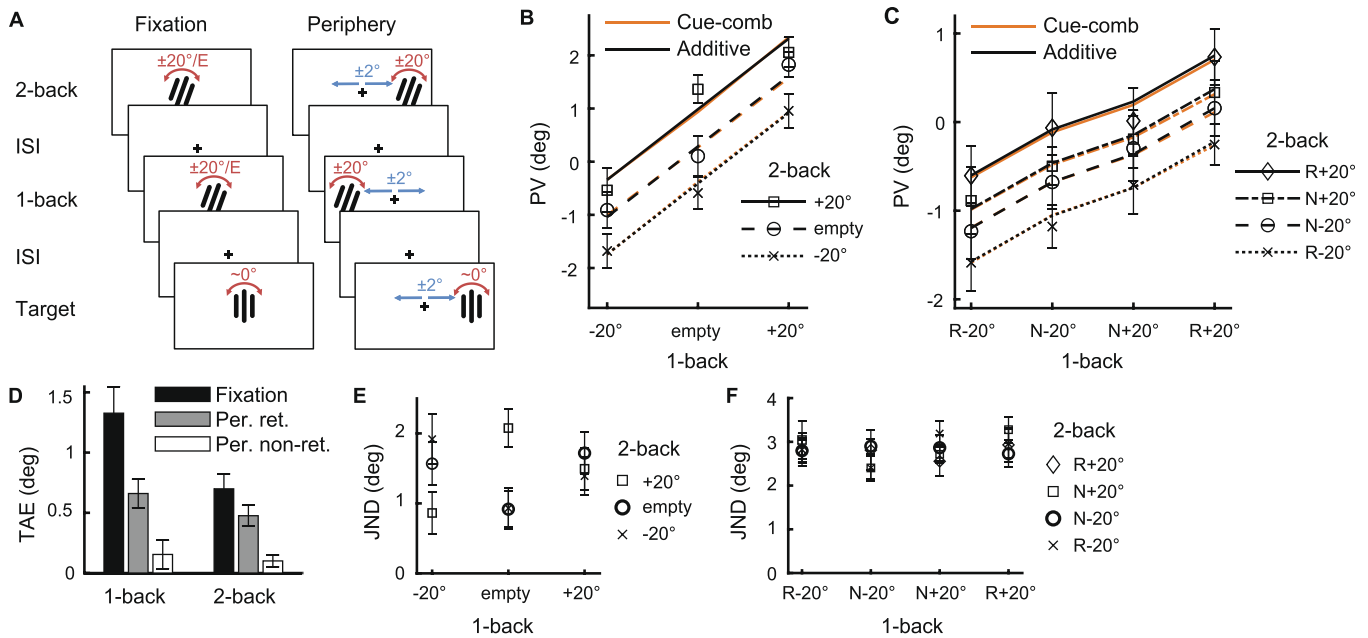 A
Fixation
Periphery
2-back
±20°/E
±2°
±20°
ISI
1-back
±20°/E
±20°
±2°
ISI
Target
~0°
±2°
~0°
B
Cue-comb
Additive
PV (deg)
2
1
0
-1
-2
2-back
+20°
empty
-20°
-20°
empty
+20°
1-back
C
Cue-comb
Additive
PV (deg)
1
0
-1
-2
2-back
R+20°
N+20°
N-20°
R-20°
R-20°
N-20°
N+20°
R+20°
1-back
D
TAE (deg)
1.5
1
0.5
0
Fixation
Per. ret.
Per. non-ret.
1-back
2-back
E
JND (deg)
2
1
0
2-back
+20°
empty
-20°
-20°
empty
+20°
1-back
F
JND (deg)
4
3
2
1
0
2-back
R+20°
N+20°
N-20°
R-20°
R-20°
N-20°
N+20°
R+20°
1-back